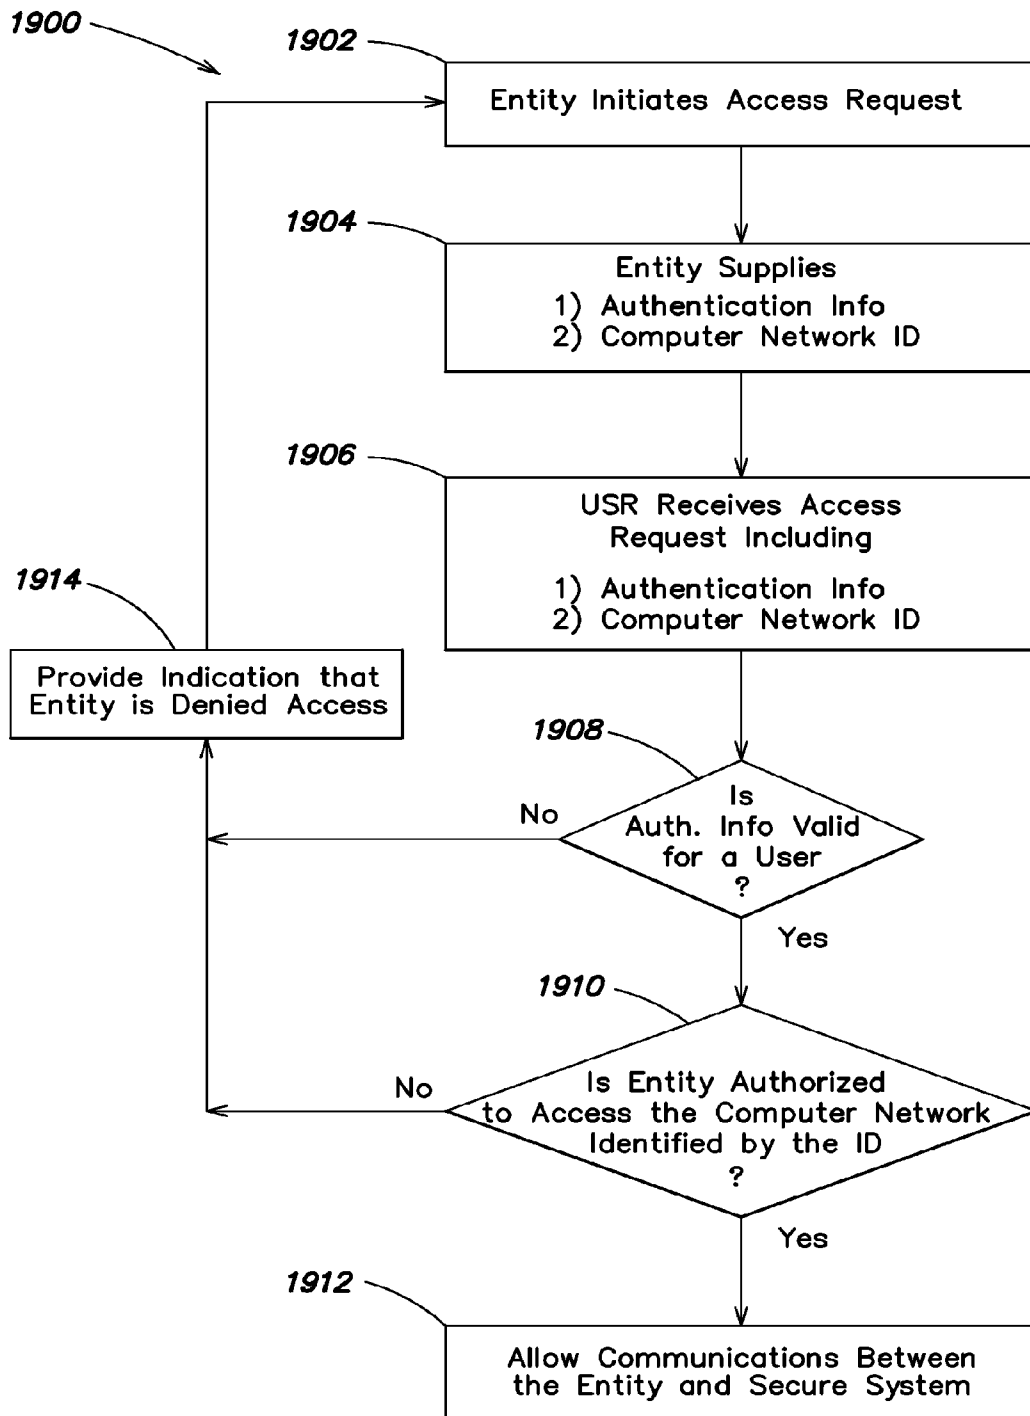 1900
1902
Entity Initiates Access Request
1904
Entity Supplies
1) Authentication Info
2) Computer Network ID
1906
USR Receives Access
Request Including
1) Authentication Info
2) Computer Network ID
1914
Provide Indication that
Entity is Denied Access
1908
Is
Auth. Info Valid
for a User
?
No
Yes
1910
Is Entity Authorized
to Access the Computer Network
Identified by the ID
?
No
Yes
1912
Allow Communications Between
the Entity and Secure System